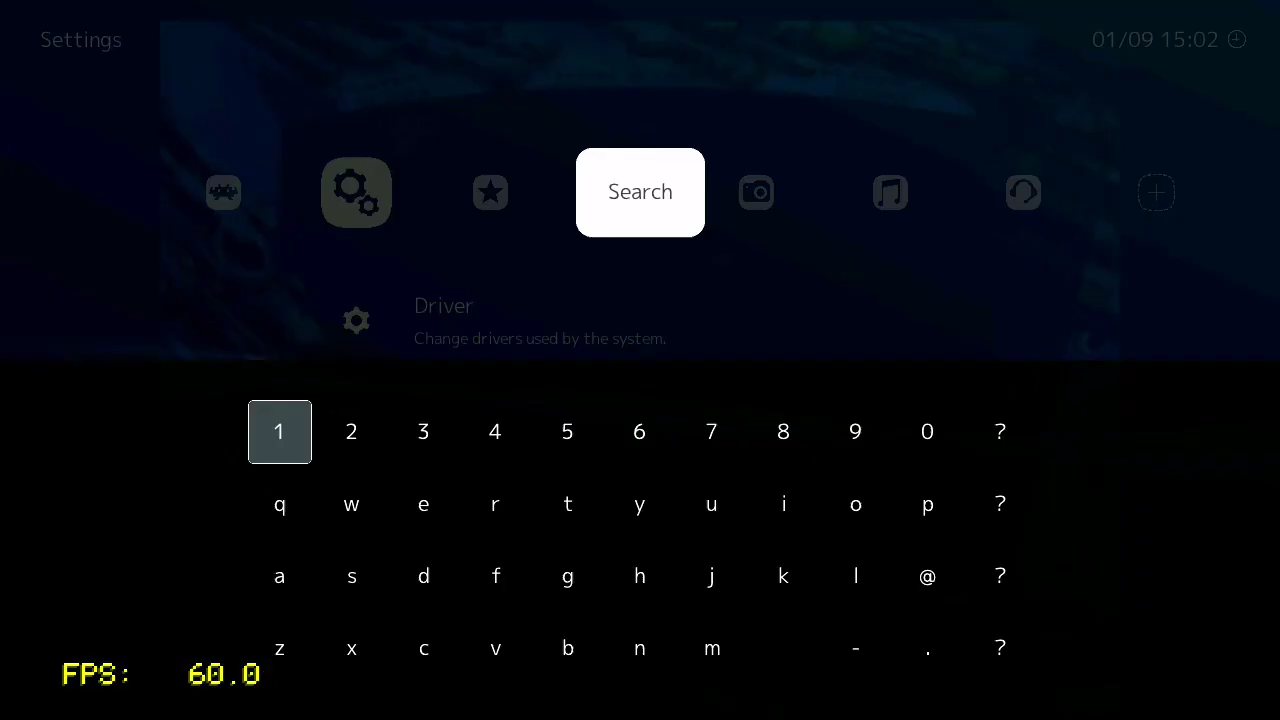 Settings
01/09 15:02
Search
Driver
Change drivers used by the system.
1 2 3 4 5 6 7 8 9 0 ?
q w e r t y u i o p ?
a s d f g h j k l @ ?
z x c v b n m - . ?
FPS: 60.0